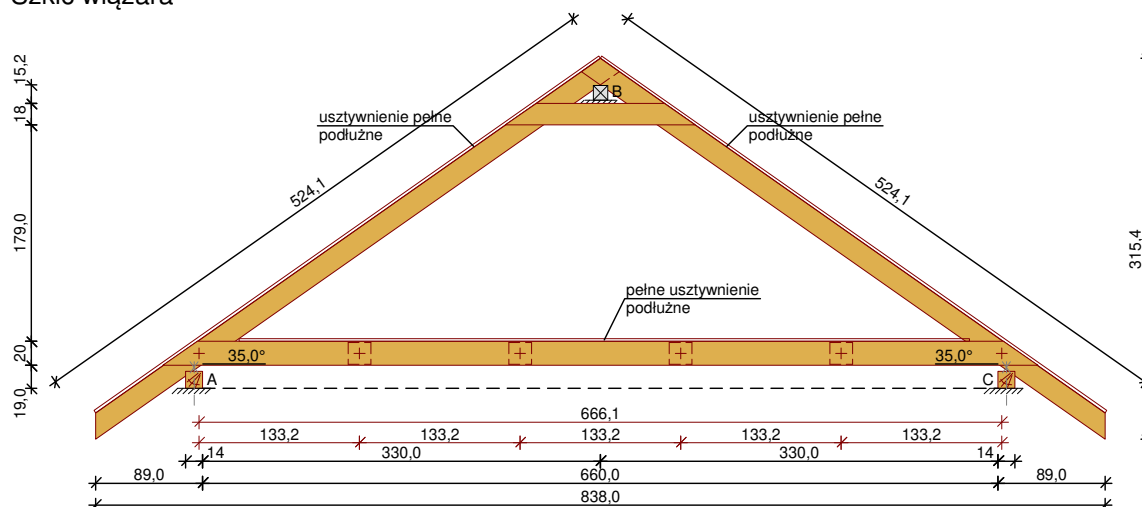 Szkic wiązara
15,2
18
179,0
20
19,0
524,1
524,1
315,4
usztywnienie pełne
podłużne
usztywnienie pełne
podłużne
B
pełne usztywnienie
podłużne
35,0°
35,0°
A
C
666,1
133,2
133,2
133,2
133,2
133,2
14
330,0
330,0
14
89,0
660,0
89,0
838,0